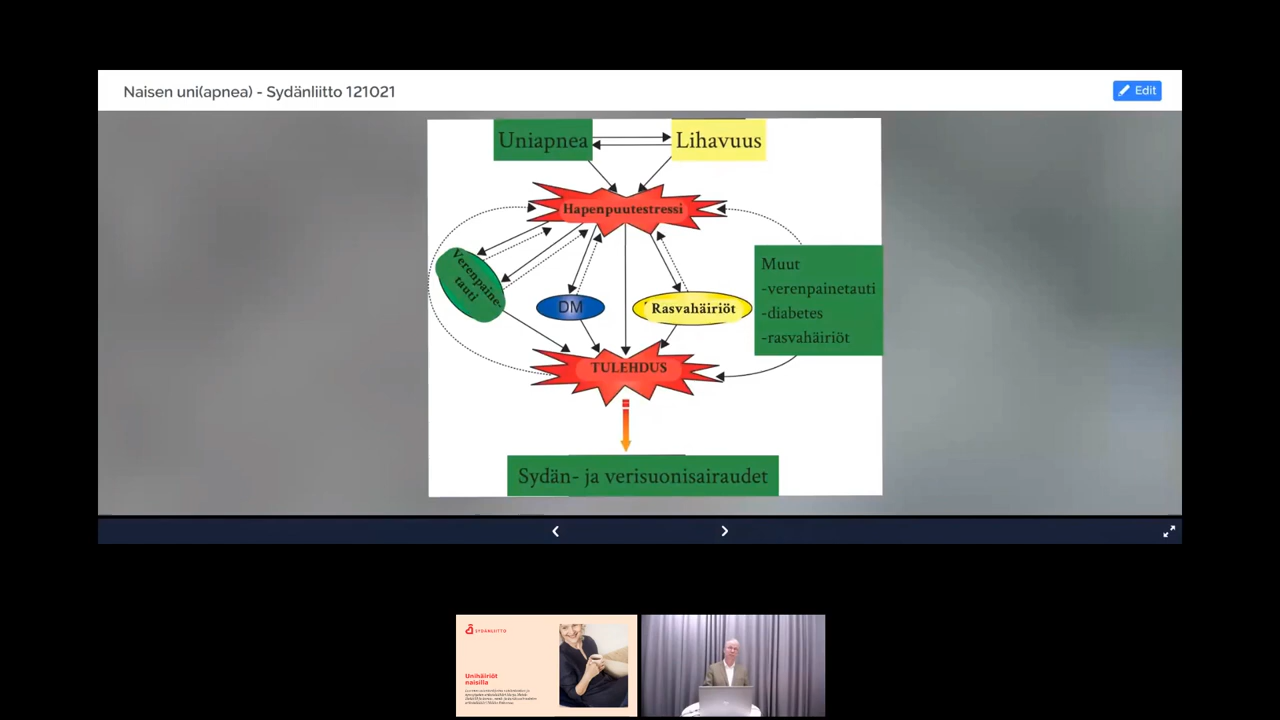 Naisen uni(apnea) - Sydänliitto 121021
Edit
Uniapnea
Lihavuus
Hapenpuutestressi
Verenpaine-
tauti
DM
Rasvahäiriöt
Muut
-verenpainetauti
-diabetes
-rasvahäiriöt
TULEHDUS
Sydän- ja verisuonisairaudet
SYDÄNLIITTO
Unihäiriöt
naisilla